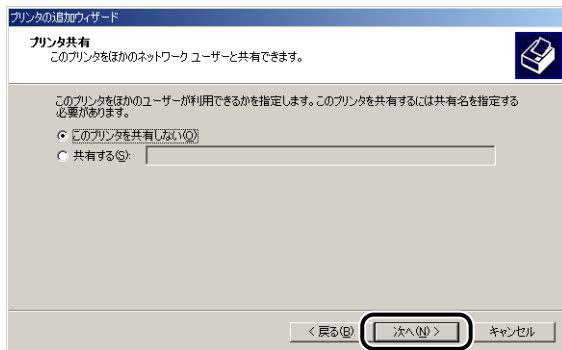 プリンタの追加ウィザード
プリンタ共有
このプリンタをほかのネットワーク ユーザーと共有できます。
このプリンタをほかのユーザーが利用できるかを指定します。このプリンタを共有するには共有名を指定する
必要があります。
このプリンタを共有しない(O)
共有する(S):
< 戻る(B) 次へ(N) > キャンセル